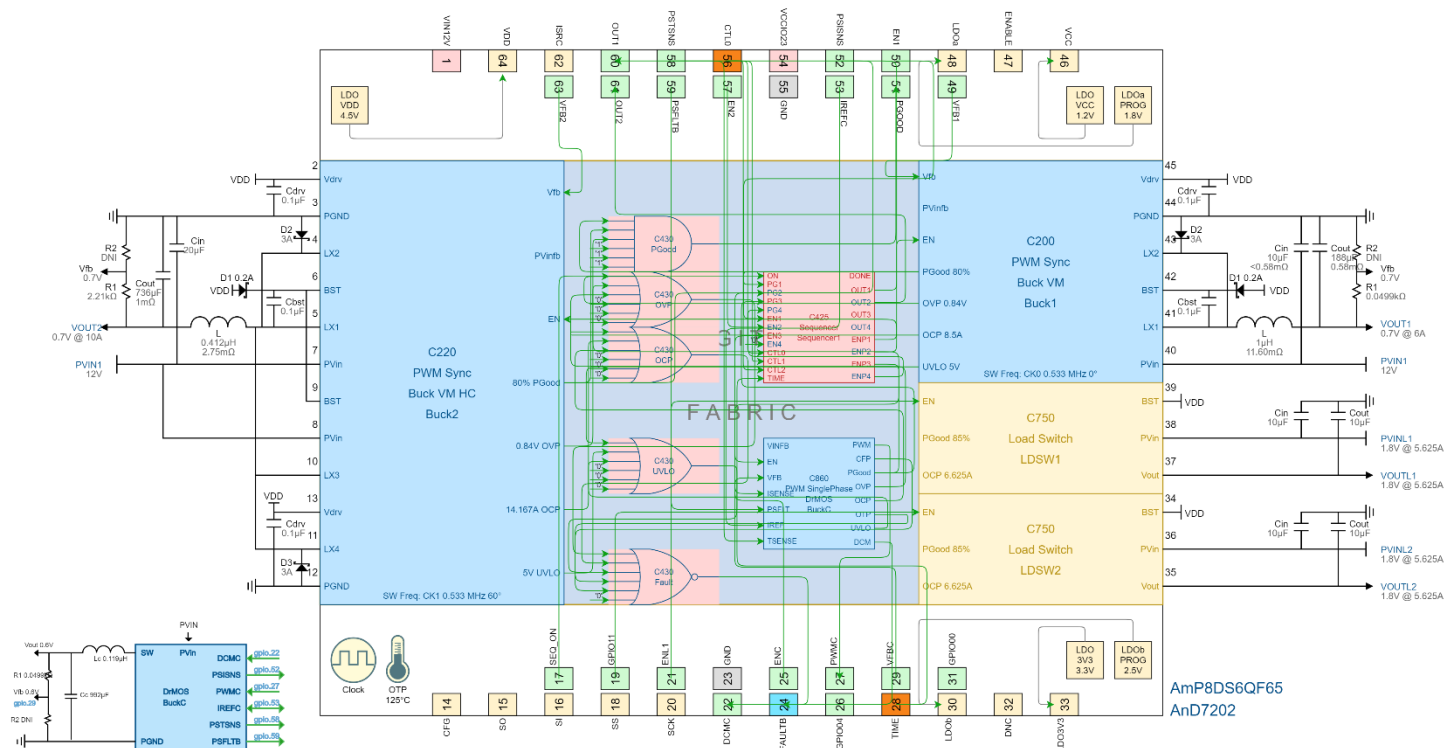 VIN12V
VDD
ISRC
OUT1
PSTSNS
CTL0
VCCIO23
PSISNS
EN1
LDOa
ENABLE
VCC
1
64
62
60
58
56
54
52
50
48
47
46
63
61
59
57
55
53
51
49
VFB2
OUT2
PSFLTB
EN2
GND
IREFC
PGOOD
VFB1
LDO
VDD
4.5V
LDO
VCC
1.2V
LDOa
PROG
1.8V
2
Vdrv
3
PGND
4
LX2
6
BST
5
LX1
7
PVin
9
BST
8
PVin
10
LX3
13
Vdrv
11
LX4
12
PGND
VDD
Cdrv
0.1µF
R2
DNI
Cin
20µF
D2
3A
Vfb
0.7V
R1
2.21kΩ
Cout
736µF
1mΩ
D1 0.2A
VDD
Cbst
0.1µF
VOUT2
0.7V @ 10A
L
0.412µH
2.75mΩ
PVIN1
12V
VDD
Cdrv
0.1µF
D3
3A
Vfb
PVinfb
EN
80% PGood
0.84V OVP
14.167A OCP
5V UVLO
C220
PWM Sync
Buck VM HC
Buck2
SW Freq: CK1 0.533 MHz 60°
C430
PGood
C430
OVP
C430
OCP
C430
UVLO
C430
Fault
FABRIC
ON
PG1
PG2
PG3
PG4
EN1
EN2
EN3
EN4
CTL0
CTL1
CTL2
TIME
C425
Sequencer
Sequencer1
DONE
OUT1
OUT2
OUT3
OUT4
ENP1
ENP2
ENP3
ENP4
VINFB
EN
VFB
ISENSE
PSFLT
IREF
TSENSE
C860
PWM SinglePhase
DrMOS
BuckC
PWM
CFP
PGood
OVP
OCP
OTP
UVLO
DCM
Vfb
PVinfb
EN
PGood 80%
OVP 0.84V
OCP 8.5A
UVLO 5V
C200
PWM Sync
Buck VM
Buck1
SW Freq: CK0 0.533 MHz 0°
EN
PGood 85%
OCP 6.625A
C750
Load Switch
LDSW1
EN
PGood 85%
OCP 6.625A
C750
Load Switch
LDSW2
45
Vdrv
44
PGND
43
LX2
42
BST
41
LX1
40
PVin
39
BST
38
PVin
37
Vout
34
BST
36
PVin
35
Vout
Cdrv
0.1µF
VDD
D2
3A
Cin
10µF
<0.58mΩ
Cout
188µF
0.58mΩ
R2
DNI
Vfb
0.7V
R1
0.0499kΩ
D1 0.2A
VDD
Cbst
0.1µF
L
1µH
11.60mΩ
VOUT1
0.7V @ 6A
PVIN1
12V
VDD
Cin
10µF
Cout
10µF
PVINL1
1.8V @ 5.625A
VOUTL1
1.8V @ 5.625A
VDD
Cin
10µF
Cout
10µF
PVINL2
1.8V @ 5.625A
VOUTL2
1.8V @ 5.625A
Clock
OTP
125°C
LDO
3V3
3.3V
LDOb
PROG
2.5V
SEQ_ON
GPIO11
ENL1
GND
ENC
PWMC
VFBC
GPIO00
17
19
21
23
25
27
29
31
14
15
16
18
20
22
24
26
28
30
32
33
CFG
SO
SI
SS
SCK
DCMC
FAULTB
GPIO04
TIME
LDOb
DNC
LDO3V3
AmP8DS6QF65
AnD7202
PVIN
Vout 0.6V
Lc 0.119µH
R1 0.0499kΩ
Vfb 0.6V
gpio.29
R2 DNI
Cc 992µF
SW
PVin
DrMOS
BuckC
PGND
DCMC
PSISNS
PWMC
IREFC
PSTSNS
PSFLTB
gpio.22
gpio.52
gpio.27
gpio.53
gpio.58
gpio.59